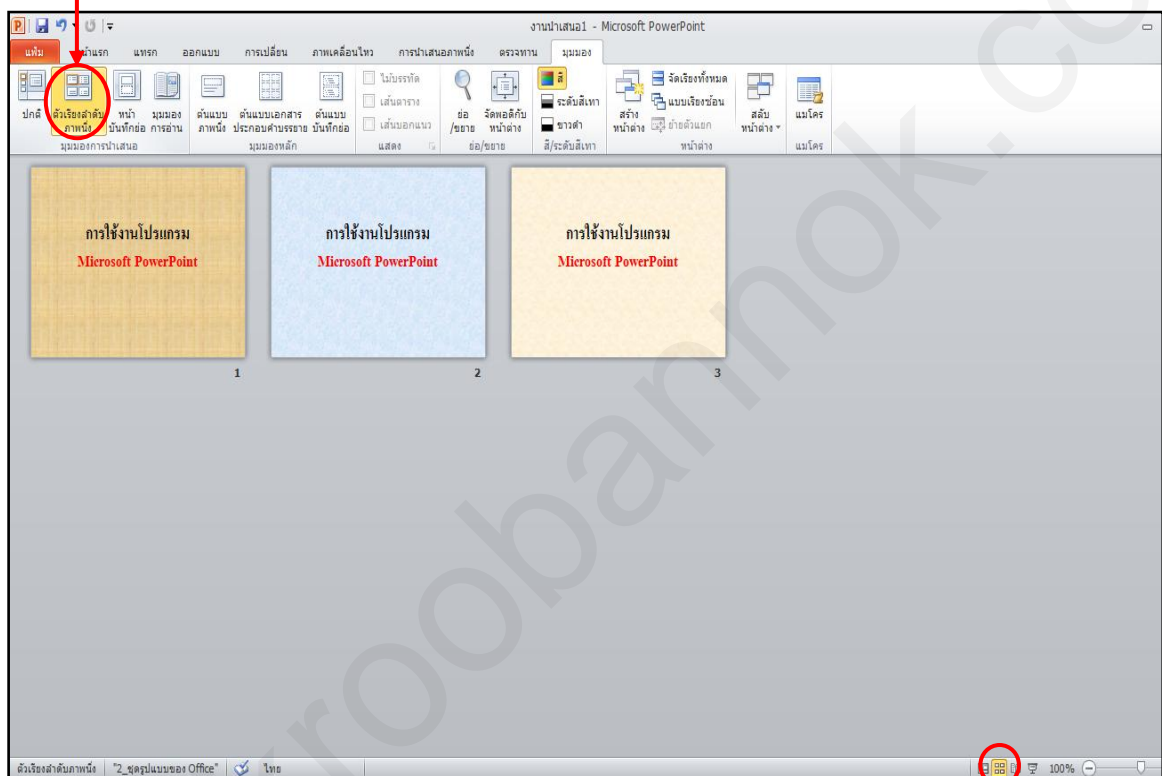 งานนำเสนอ1 - Microsoft PowerPoint
แฟ้ม หน้าแรก แทรก ออกแบบ การเปลี่ยน ภาพเคลื่อนไหว การนำเสนอภาพนิ่ง ตรวจทาน มุมมอง
ปกติ ตัวเรียงลำดับภาพนิ่ง หน้าบันทึกย่อ มุมมองการอ่าน
มุมมองการนำเสนอ
ต้นแบบภาพนิ่ง ต้นแบบเอกสารประกอบคำบรรยาย ต้นแบบบันทึกย่อ
มุมมองหลัก
ไม้บรรทัด
เส้นตาราง
เส้นบอกแนว
แสดง
ย่อ/ขยาย จัดพอดีกับหน้าต่าง
ย่อ/ขยาย
สี
ระดับสีเทา
ขาวดำ
สี/ระดับสีเทา
สร้างหน้าต่าง
จัดเรียงทั้งหมด
แบบเรียงซ้อน
ย้ายตัวแยก
สลับหน้าต่าง
หน้าต่าง
แมโคร
แมโคร
การใช้งานโปรแกรม
Microsoft PowerPoint
1
การใช้งานโปรแกรม
Microsoft PowerPoint
2
การใช้งานโปรแกรม
Microsoft PowerPoint
3
ตัวเรียงลำดับภาพนิ่ง "2_ชุดรูปแบบของ Office" ไทย 100%